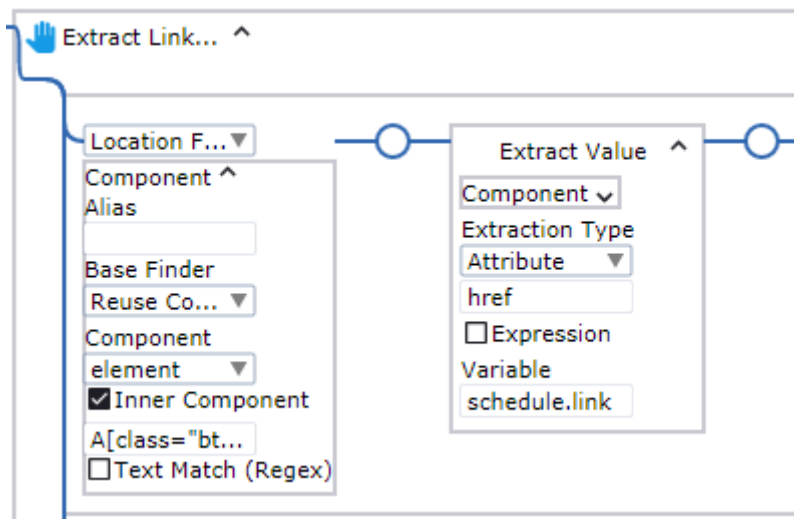 Extract Link...
Location F...
Component
Alias
Base Finder
Reuse Co...
Component
element
Inner Component
A[class="bt...
Text Match (Regex)
Extract Value
Component
Extraction Type
Attribute
href
Expression
Variable
schedule.link